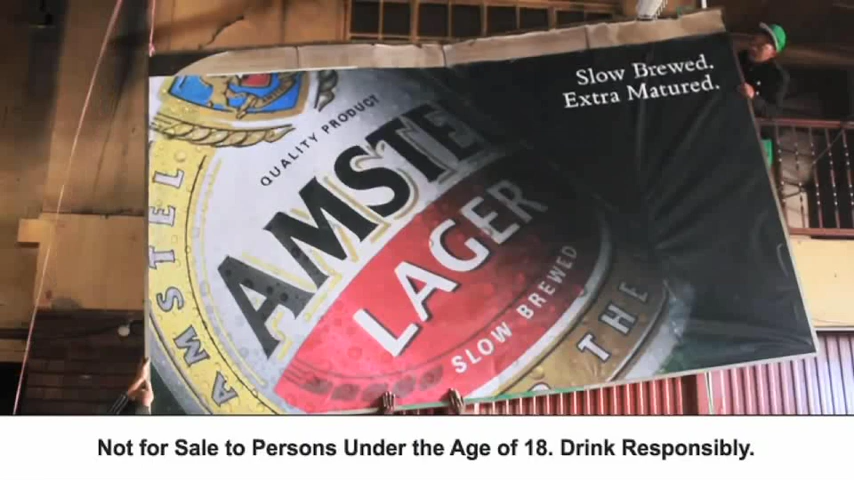 Slow Brewed.
Extra Matured.
QUALITY PRODUCT
AMSTE
LAGER
SLOW BREWED
AMSTEL
THE
Not for Sale to Persons Under the Age of 18. Drink Responsibly.